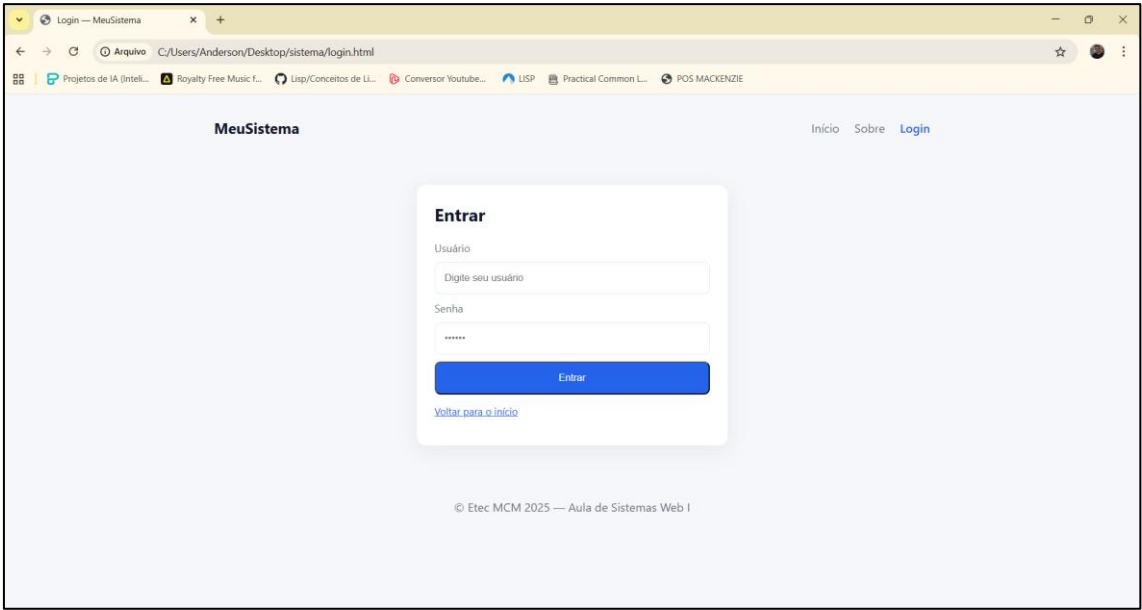 Login — MeuSistema
Arquivo C:/Users/Anderson/Desktop/sistema/login.html
Projetos de IA (Inteli... Royalty Free Music f... Lisp/Conceitos de Li... Conversor Youtube... LISP Practical Common L... POS MACKENZIE
MeuSistema Início Sobre Login
Entrar
Usuário
Digite seu usuário
Senha
••••••
Entrar
Voltar para o início
© Etec MCM 2025 — Aula de Sistemas Web I